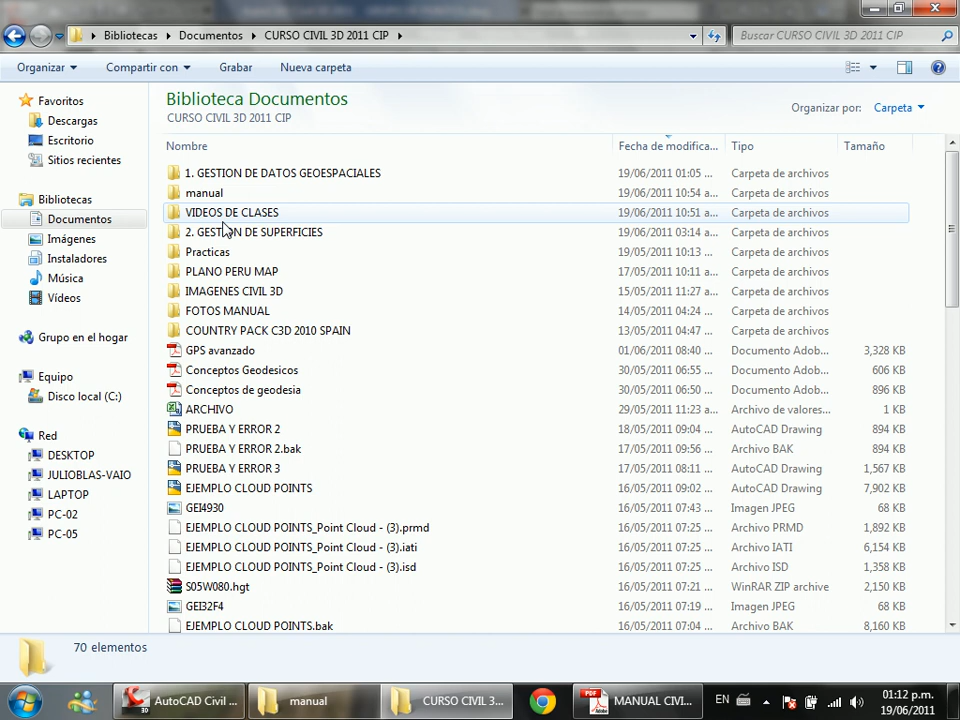 Bibliotecas Documentos CURSO CIVIL 3D 2011 CIP
Buscar CURSO CIVIL 3D 2011 CIP
Organizar Compartir con Grabar Nueva carpeta
Favoritos
Descargas
Escritorio
Sitios recientes
Bibliotecas
Documentos
Imágenes
Instaladores
Música
Vídeos
Grupo en el hogar
Equipo
Disco local (C:)
Red
DESKTOP
JULIOBLAS-VAIO
LAPTOP
PC-02
PC-05
Biblioteca Documentos
CURSO CIVIL 3D 2011 CIP
Organizar por: Carpeta
Nombre Fecha de modifica... Tipo Tamaño
1. GESTION DE DATOS GEOESPACIALES 19/06/2011 01:05 ... Carpeta de archivos
manual 19/06/2011 10:54 a... Carpeta de archivos
VIDEOS DE CLASES 19/06/2011 10:51 a... Carpeta de archivos
2. GESTION DE SUPERFICIES 19/06/2011 03:14 a... Carpeta de archivos
Practicas 19/05/2011 10:13 ... Carpeta de archivos
PLANO PERU MAP 17/05/2011 10:11 a... Carpeta de archivos
IMAGENES CIVIL 3D 15/05/2011 11:27 a... Carpeta de archivos
FOTOS MANUAL 14/05/2011 04:24 ... Carpeta de archivos
COUNTRY PACK C3D 2010 SPAIN 13/05/2011 04:47 ... Carpeta de archivos
GPS avanzado 01/06/2011 08:40 ... Documento Adob... 3,328 KB
Conceptos Geodesicos 30/05/2011 06:55 ... Documento Adob... 606 KB
Conceptos de geodesia 30/05/2011 06:50 ... Documento Adob... 896 KB
ARCHIVO 29/05/2011 11:23 a... Archivo de valores... 1 KB
PRUEBA Y ERROR 2 18/05/2011 09:04 ... AutoCAD Drawing 894 KB
PRUEBA Y ERROR 2.bak 17/05/2011 08:49 ... Archivo BAK 894 KB
PRUEBA Y ERROR 3 17/05/2011 08:11 ... AutoCAD Drawing 1,567 KB
EJEMPLO CLOUD POINTS 16/05/2011 09:02 ... AutoCAD Drawing 7,902 KB
GEI4930 16/05/2011 07:43 ... Imagen JPEG 68 KB
EJEMPLO CLOUD POINTS_Point Cloud - (3).prmd 16/05/2011 07:25 ... Archivo PRMD 1,892 KB
EJEMPLO CLOUD POINTS_Point Cloud - (3).iati 16/05/2011 07:25 ... Archivo IATI 6,154 KB
EJEMPLO CLOUD POINTS_Point Cloud - (3).isd 16/05/2011 07:25 ... Archivo ISD 1,358 KB
S05W080.hgt 16/05/2011 07:21 ... WinRAR ZIP archive 2,150 KB
GEI32F4 16/05/2011 07:19 ... Imagen JPEG 68 KB
EJEMPLO CLOUD POINTS.bak 16/05/2011 07:04 ... Archivo BAK 8,160 KB
70 elementos
AutoCAD Civil ... manual CURSO CIVIL 3... MANUAL CIVI... EN 01:12 p.m.
19/06/2011